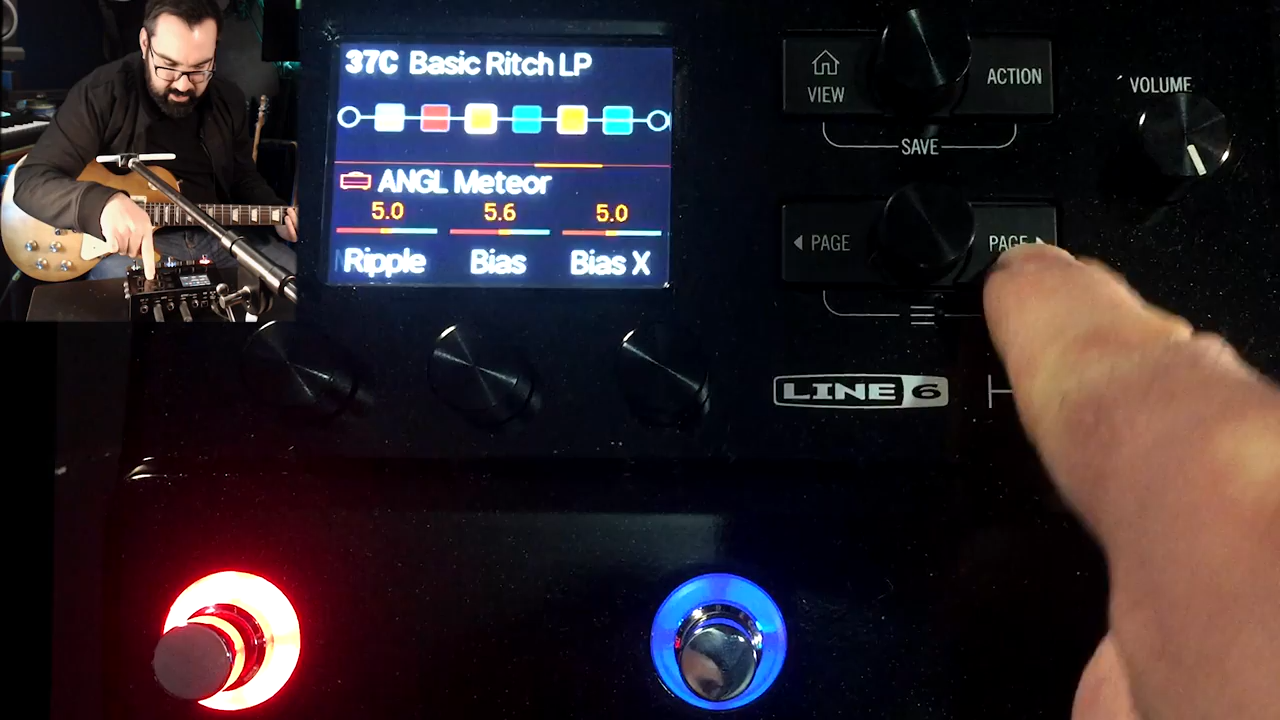 37C Basic Ritch LP
ANGL Meteor
5.0 5.6 5.0
Ripple Bias Bias X
VIEW
ACTION
SAVE
VOLUME
PAGE
PAGE
LINE 6
H